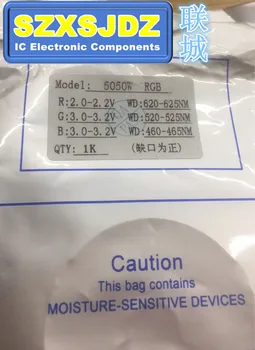 SZXSJDZ
IC Electronic Components
联城
Model: 5050W RGB
R:2.0-2.2V WD:620-625NM
G:3.0-3.2V WD:520-525NM
B:3.0-3.2V WD:460-465NM
QTY: 1K (缺口为正)
Caution
This bag contains
MOISTURE-SENSITIVE DEVICES